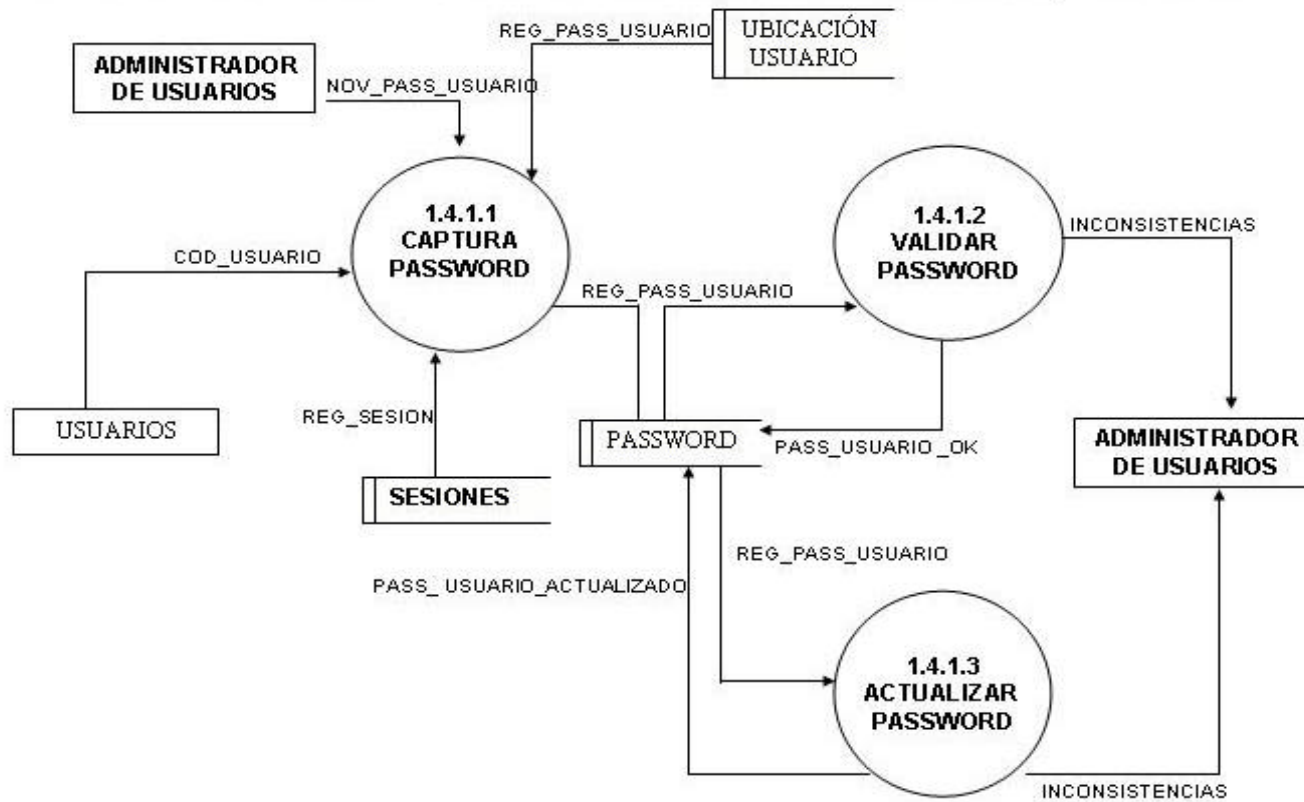 REG_PASS_USUARIO
UBICACIÓN
USUARIO
ADMINISTRADOR
DE USUARIOS
NOV_PASS_USUARIO
1.4.1.1
CAPTURA
PASSWORD
1.4.1.2
VALIDAR
PASSWORD
INCONSISTENCIAS
COD_USUARIO
REG_PASS_USUARIO
REG_SESION
USUARIOS
PASSWORD
PASS_USUARIO _OK
ADMINISTRADOR
DE USUARIOS
SESIONES
REG_PASS_USUARIO
PASS_ USUARIO_ACTUALIZADO
1.4.1.3
ACTUALIZAR
PASSWORD
INCONSISTENCIAS